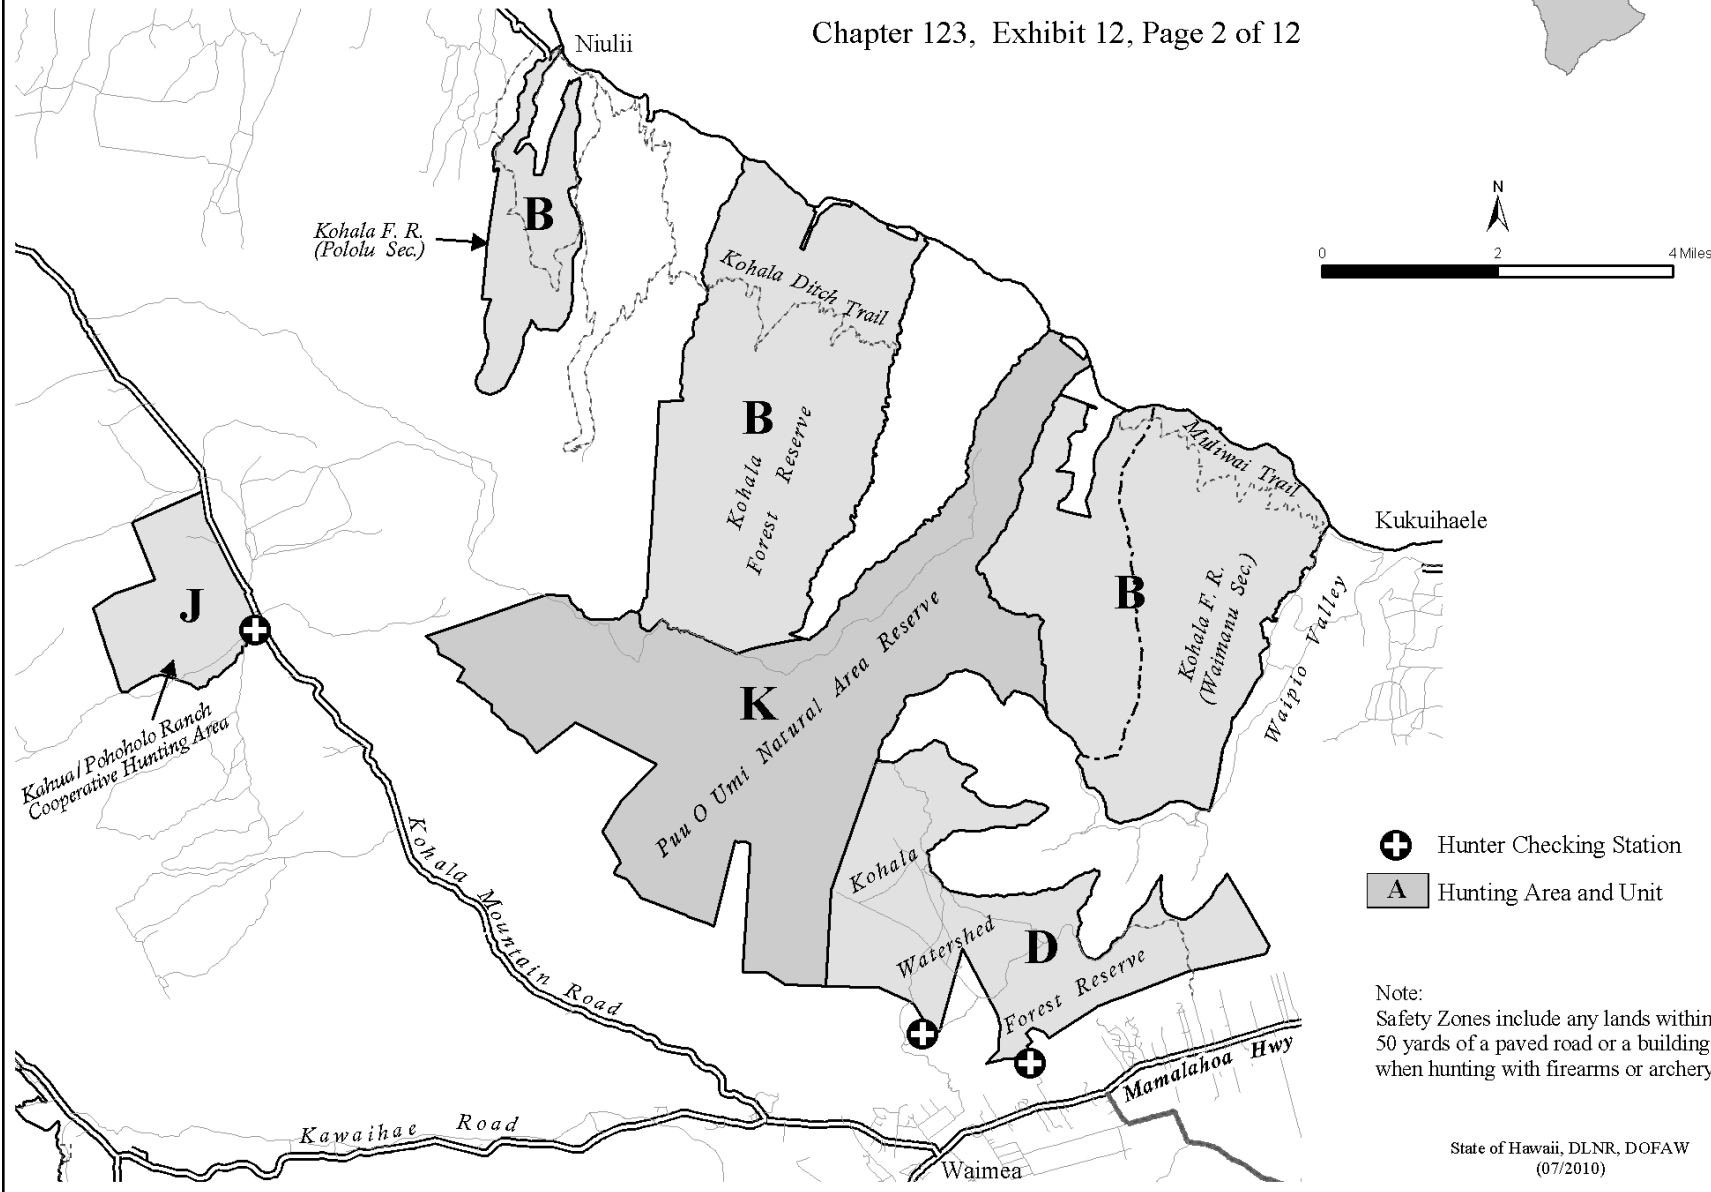 Chapter 123, Exhibit 12, Page 2 of 12
Niulii
B
Kohala F. R.
(Pololu Sec.)
N
0 2 4 Miles
Kohala Ditch Trail
B
Kohala
Forest Reserve
Muliwai Trail
Kukuihaele
B
Kohala F. R.
(Waimanu Sec.)
Waipio Valley
J
Kahua / Pohoholo Ranch
Cooperative Hunting Area
K
Puu O Umi Natural Area Reserve
Kohala Mountain Road
Kohala
Watershed
D
Forest Reserve
Hunter Checking Station
A Hunting Area and Unit
Note:
Safety Zones include any lands within
50 yards of a paved road or a building
when hunting with firearms or archery
Mamalahoa Hwy
Kawaihae Road
Waimea
State of Hawaii, DLNR, DOFAW
(07/2010)